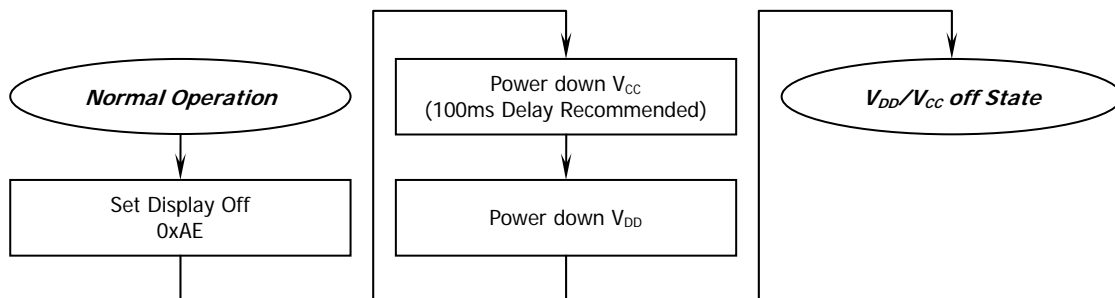 Normal Operation
Set Display Off
0xAE
Power down VCC
(100ms Delay Recommended)
Power down VDD
VDD/VCC off State